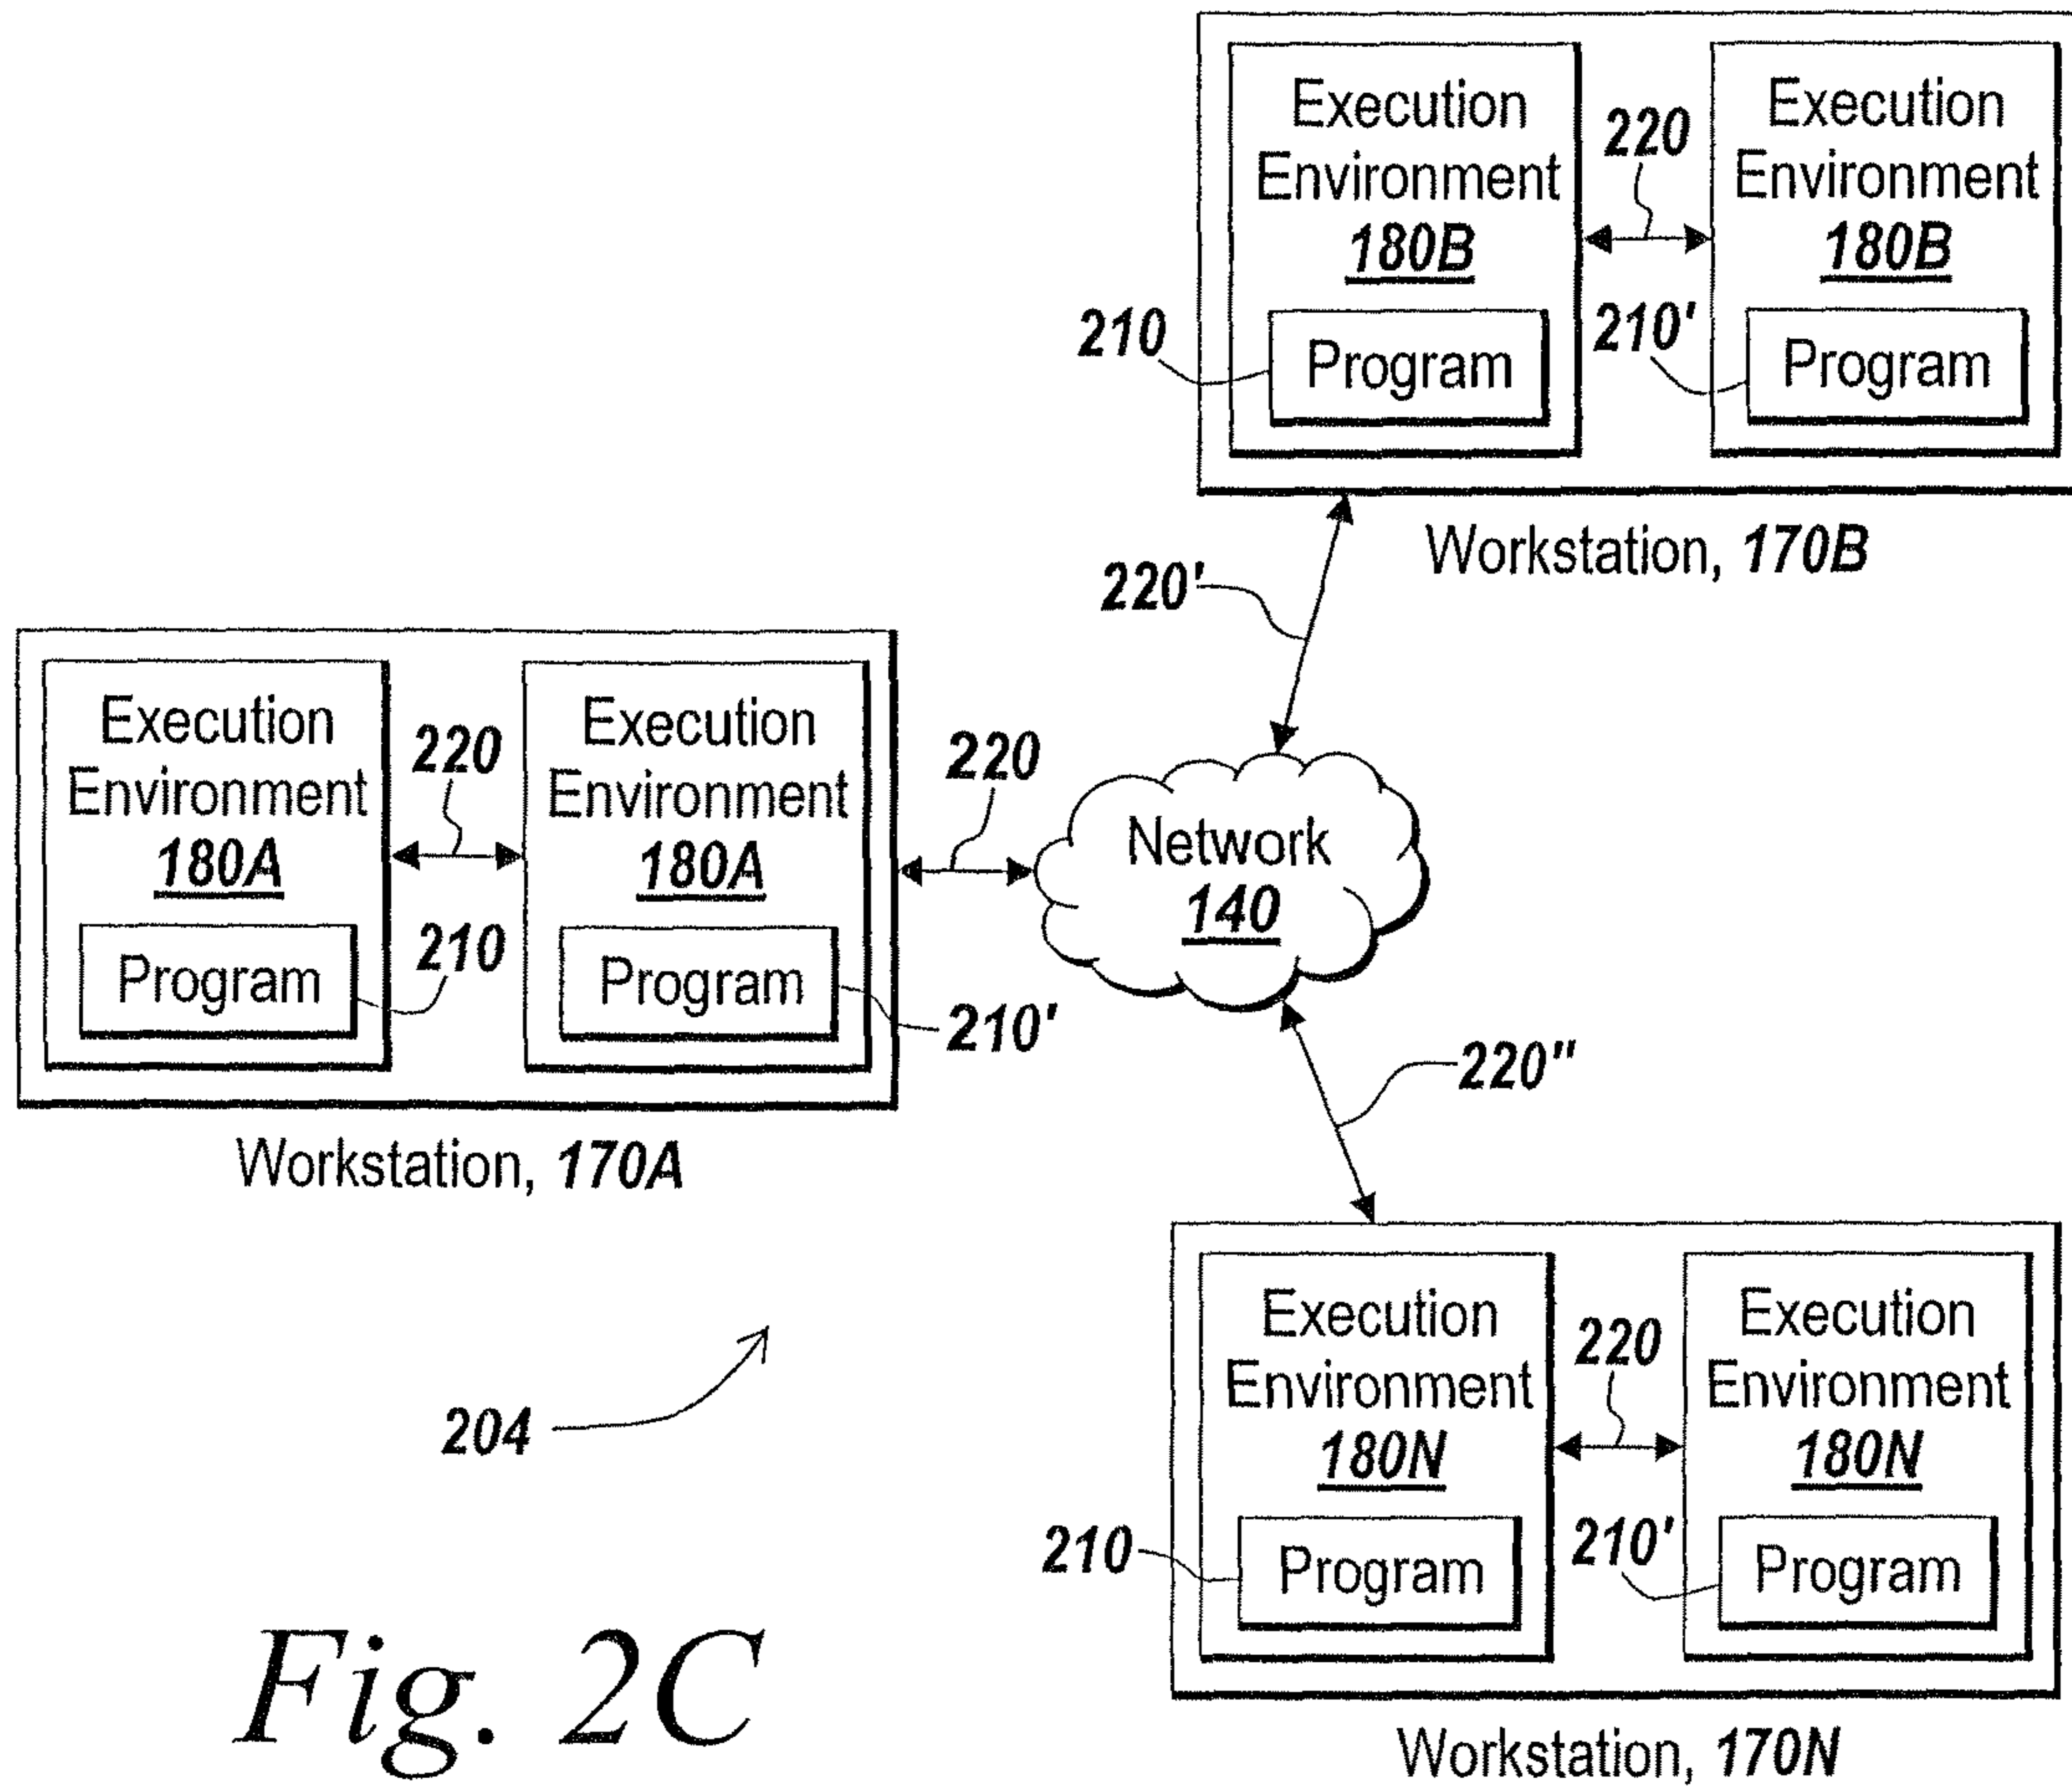 Execution
Environment
180B
220
Execution
Environment
180B
210
Program
210'
Program
Workstation, 170B
220'
Execution
Environment
180A
220
Execution
Environment
180A
210
Program
Program
210'
Workstation, 170A
220
Network
140
220"
Execution
Environment
180N
220
Execution
Environment
180N
210
Program
210'
Program
Workstation, 170N
204
Fig. 2C